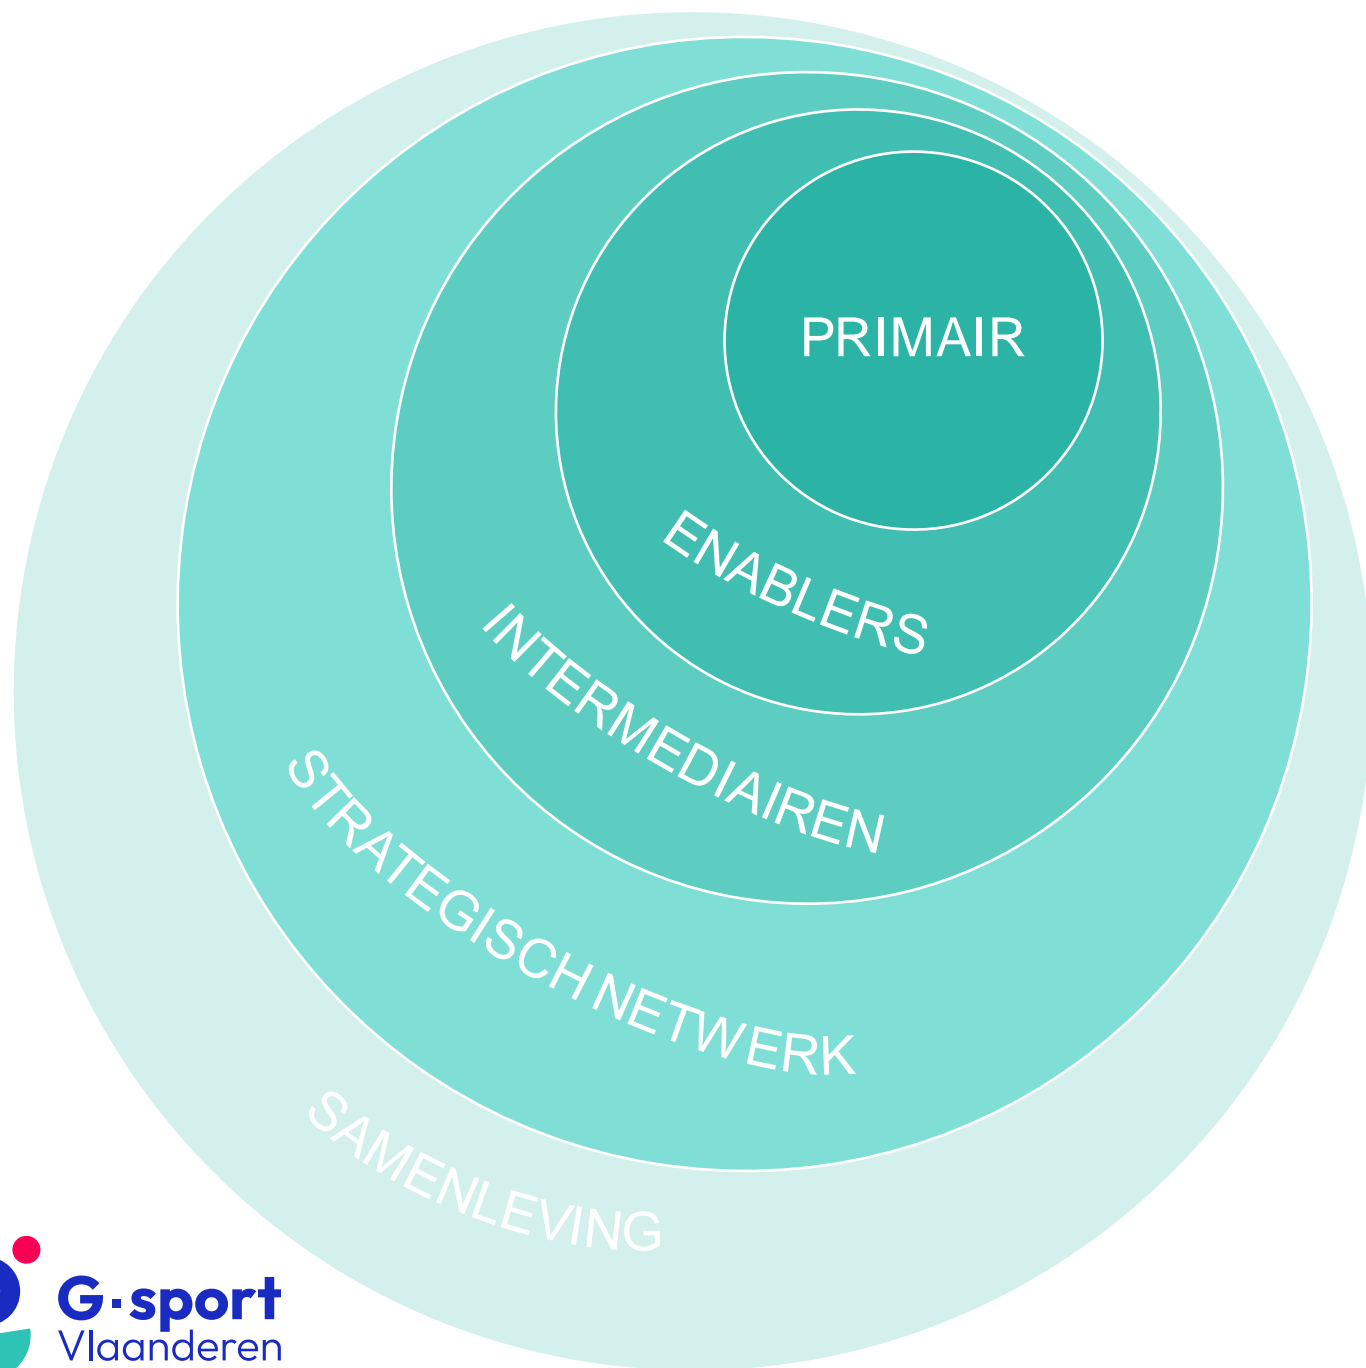 PRIMAIR
ENABLERS
INTERMEDIAIREN
STRATEGISCH NETWERK
SAMENLEVING
G-sport
Vlaanderen